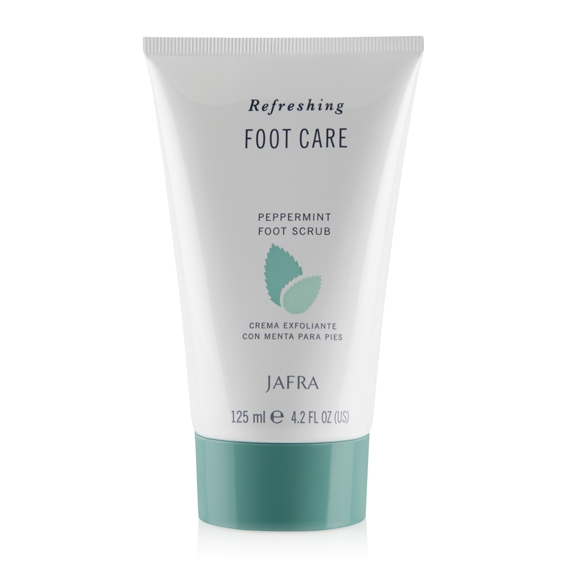 Refreshing
FOOT CARE
PEPPERMINT
FOOT SCRUB
CREMA EXFOLIANTE
CON MENTA PARA PIES
JAFRA
125 ml ℮ 4.2 FL OZ (US)